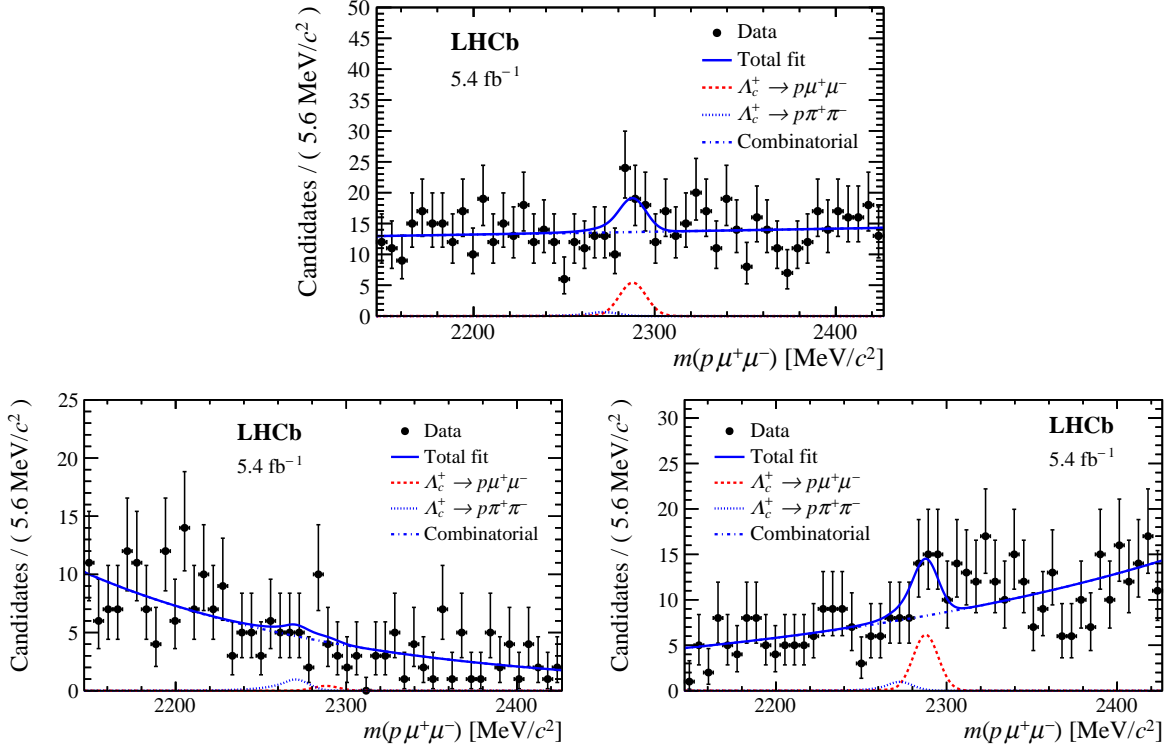 Candidates / ( 5.6 MeV/c² )
50
45
40
35
30
25
20
15
10
5
0
LHCb
5.4 fb⁻¹
Data
Total fit
Λc⁺ → pμ⁺μ⁻
Λc⁺ → pπ⁺π⁻
Combinatorial
2200 2300 2400
m(pμ⁺μ⁻) [MeV/c²]
Candidates / ( 5.6 MeV/c² )
25
20
15
10
5
0
LHCb
5.4 fb⁻¹
Data
Total fit
Λc⁺ → pμ⁺μ⁻
Λc⁺ → pπ⁺π⁻
Combinatorial
2200 2300 2400
m(pμ⁺μ⁻) [MeV/c²]
Candidates / ( 5.6 MeV/c² )
30
25
20
15
10
5
0
Data
Total fit
Λc⁺ → pμ⁺μ⁻
Λc⁺ → pπ⁺π⁻
Combinatorial
LHCb
5.4 fb⁻¹
2200 2300 2400
m(pμ⁺μ⁻) [MeV/c²]